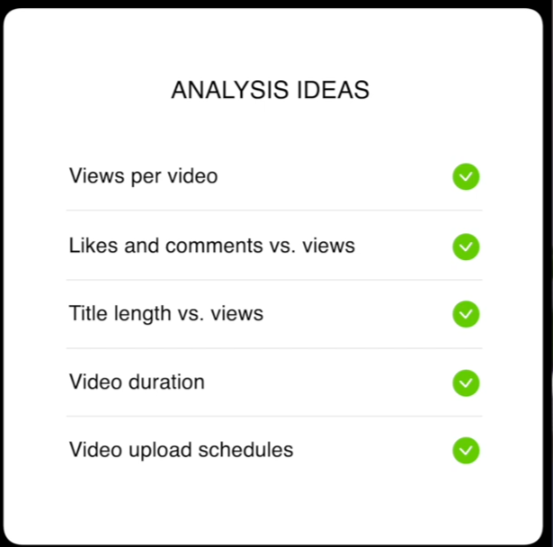 ANALYSIS IDEAS
Views per video
Likes and comments vs. views
Title length vs. views
Video duration
Video upload schedules